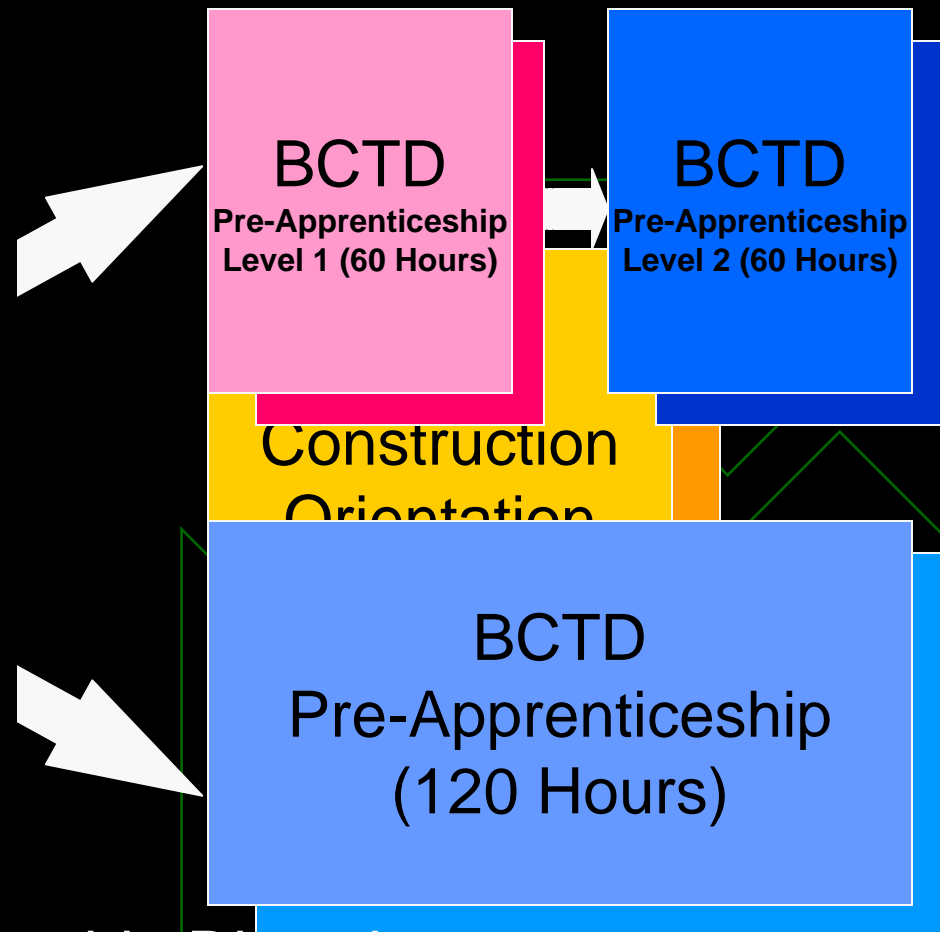 BCTD
Pre-Apprenticeship
Level 1 (60 Hours)
BCTD
Pre-Apprenticeship
Level 2 (60 Hours)
Construction
Orientation
BCTD
Pre-Apprenticeship
(120 Hours)